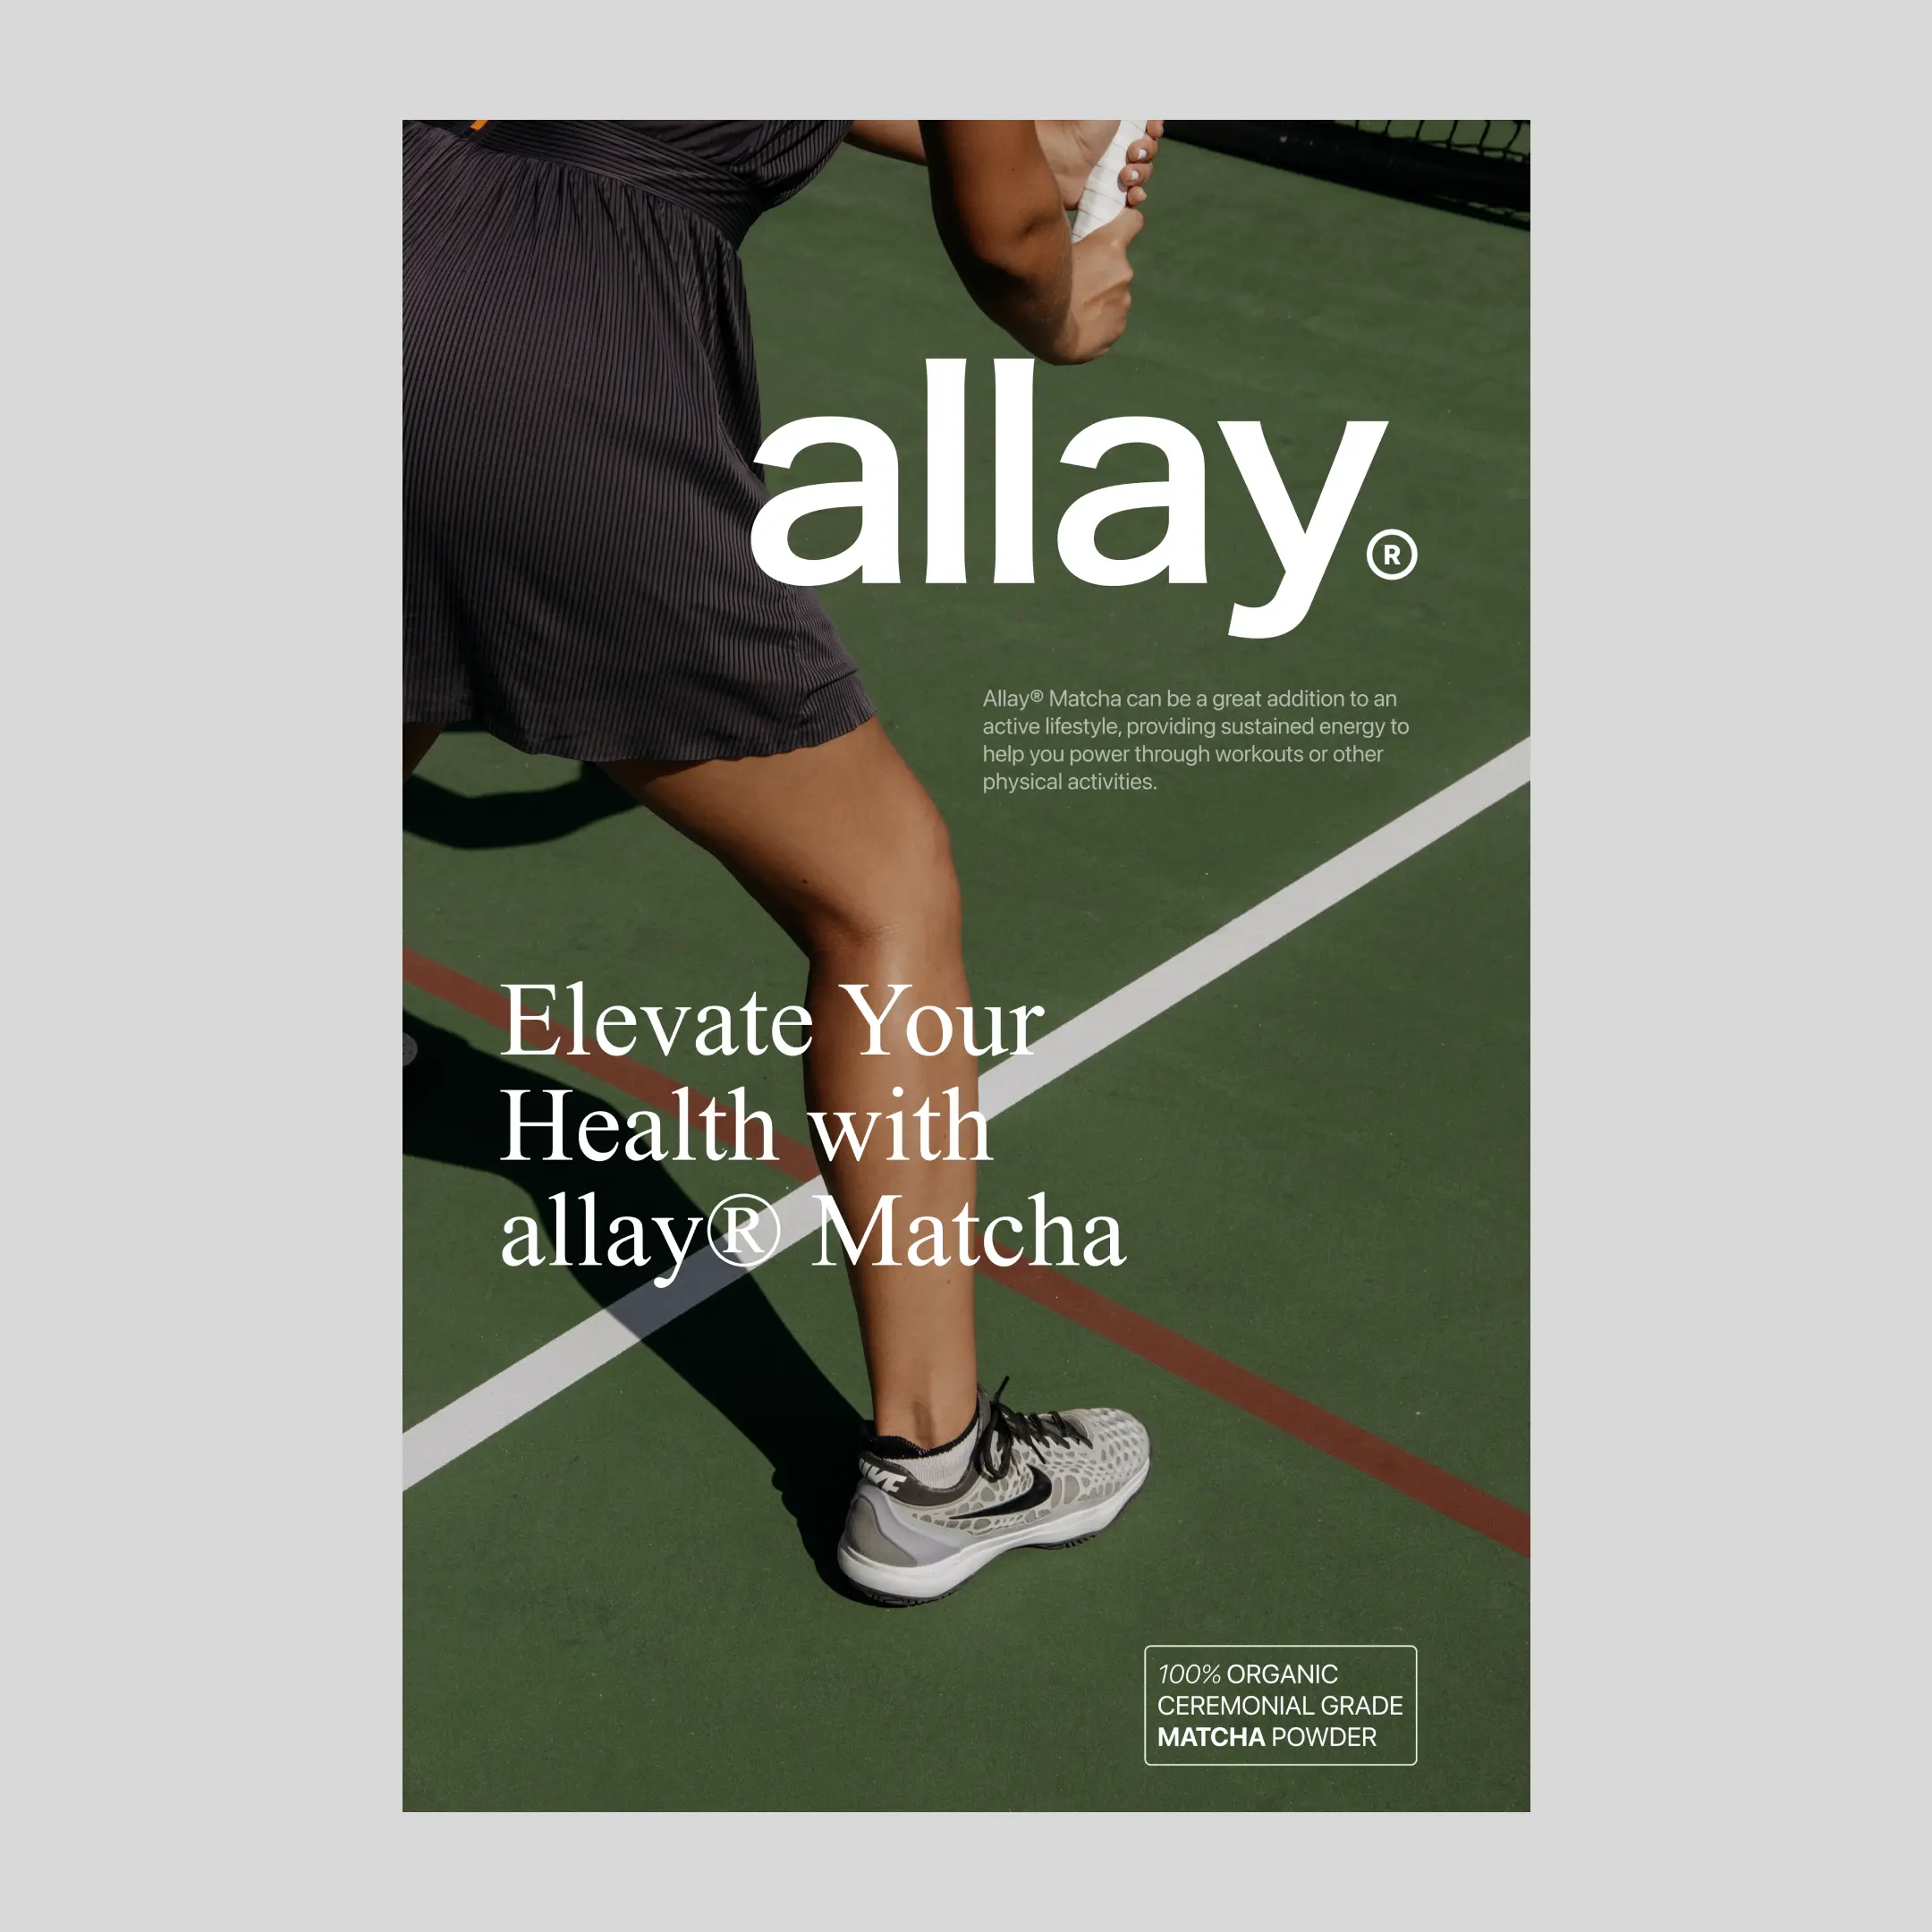 allay®
Allay® Matcha can be a great addition to an
active lifestyle, providing sustained energy to
help you power through workouts or other
physical activities.
Elevate Your
Health with
allay® Matcha
100% ORGANIC
CEREMONIAL GRADE
MATCHA POWDER